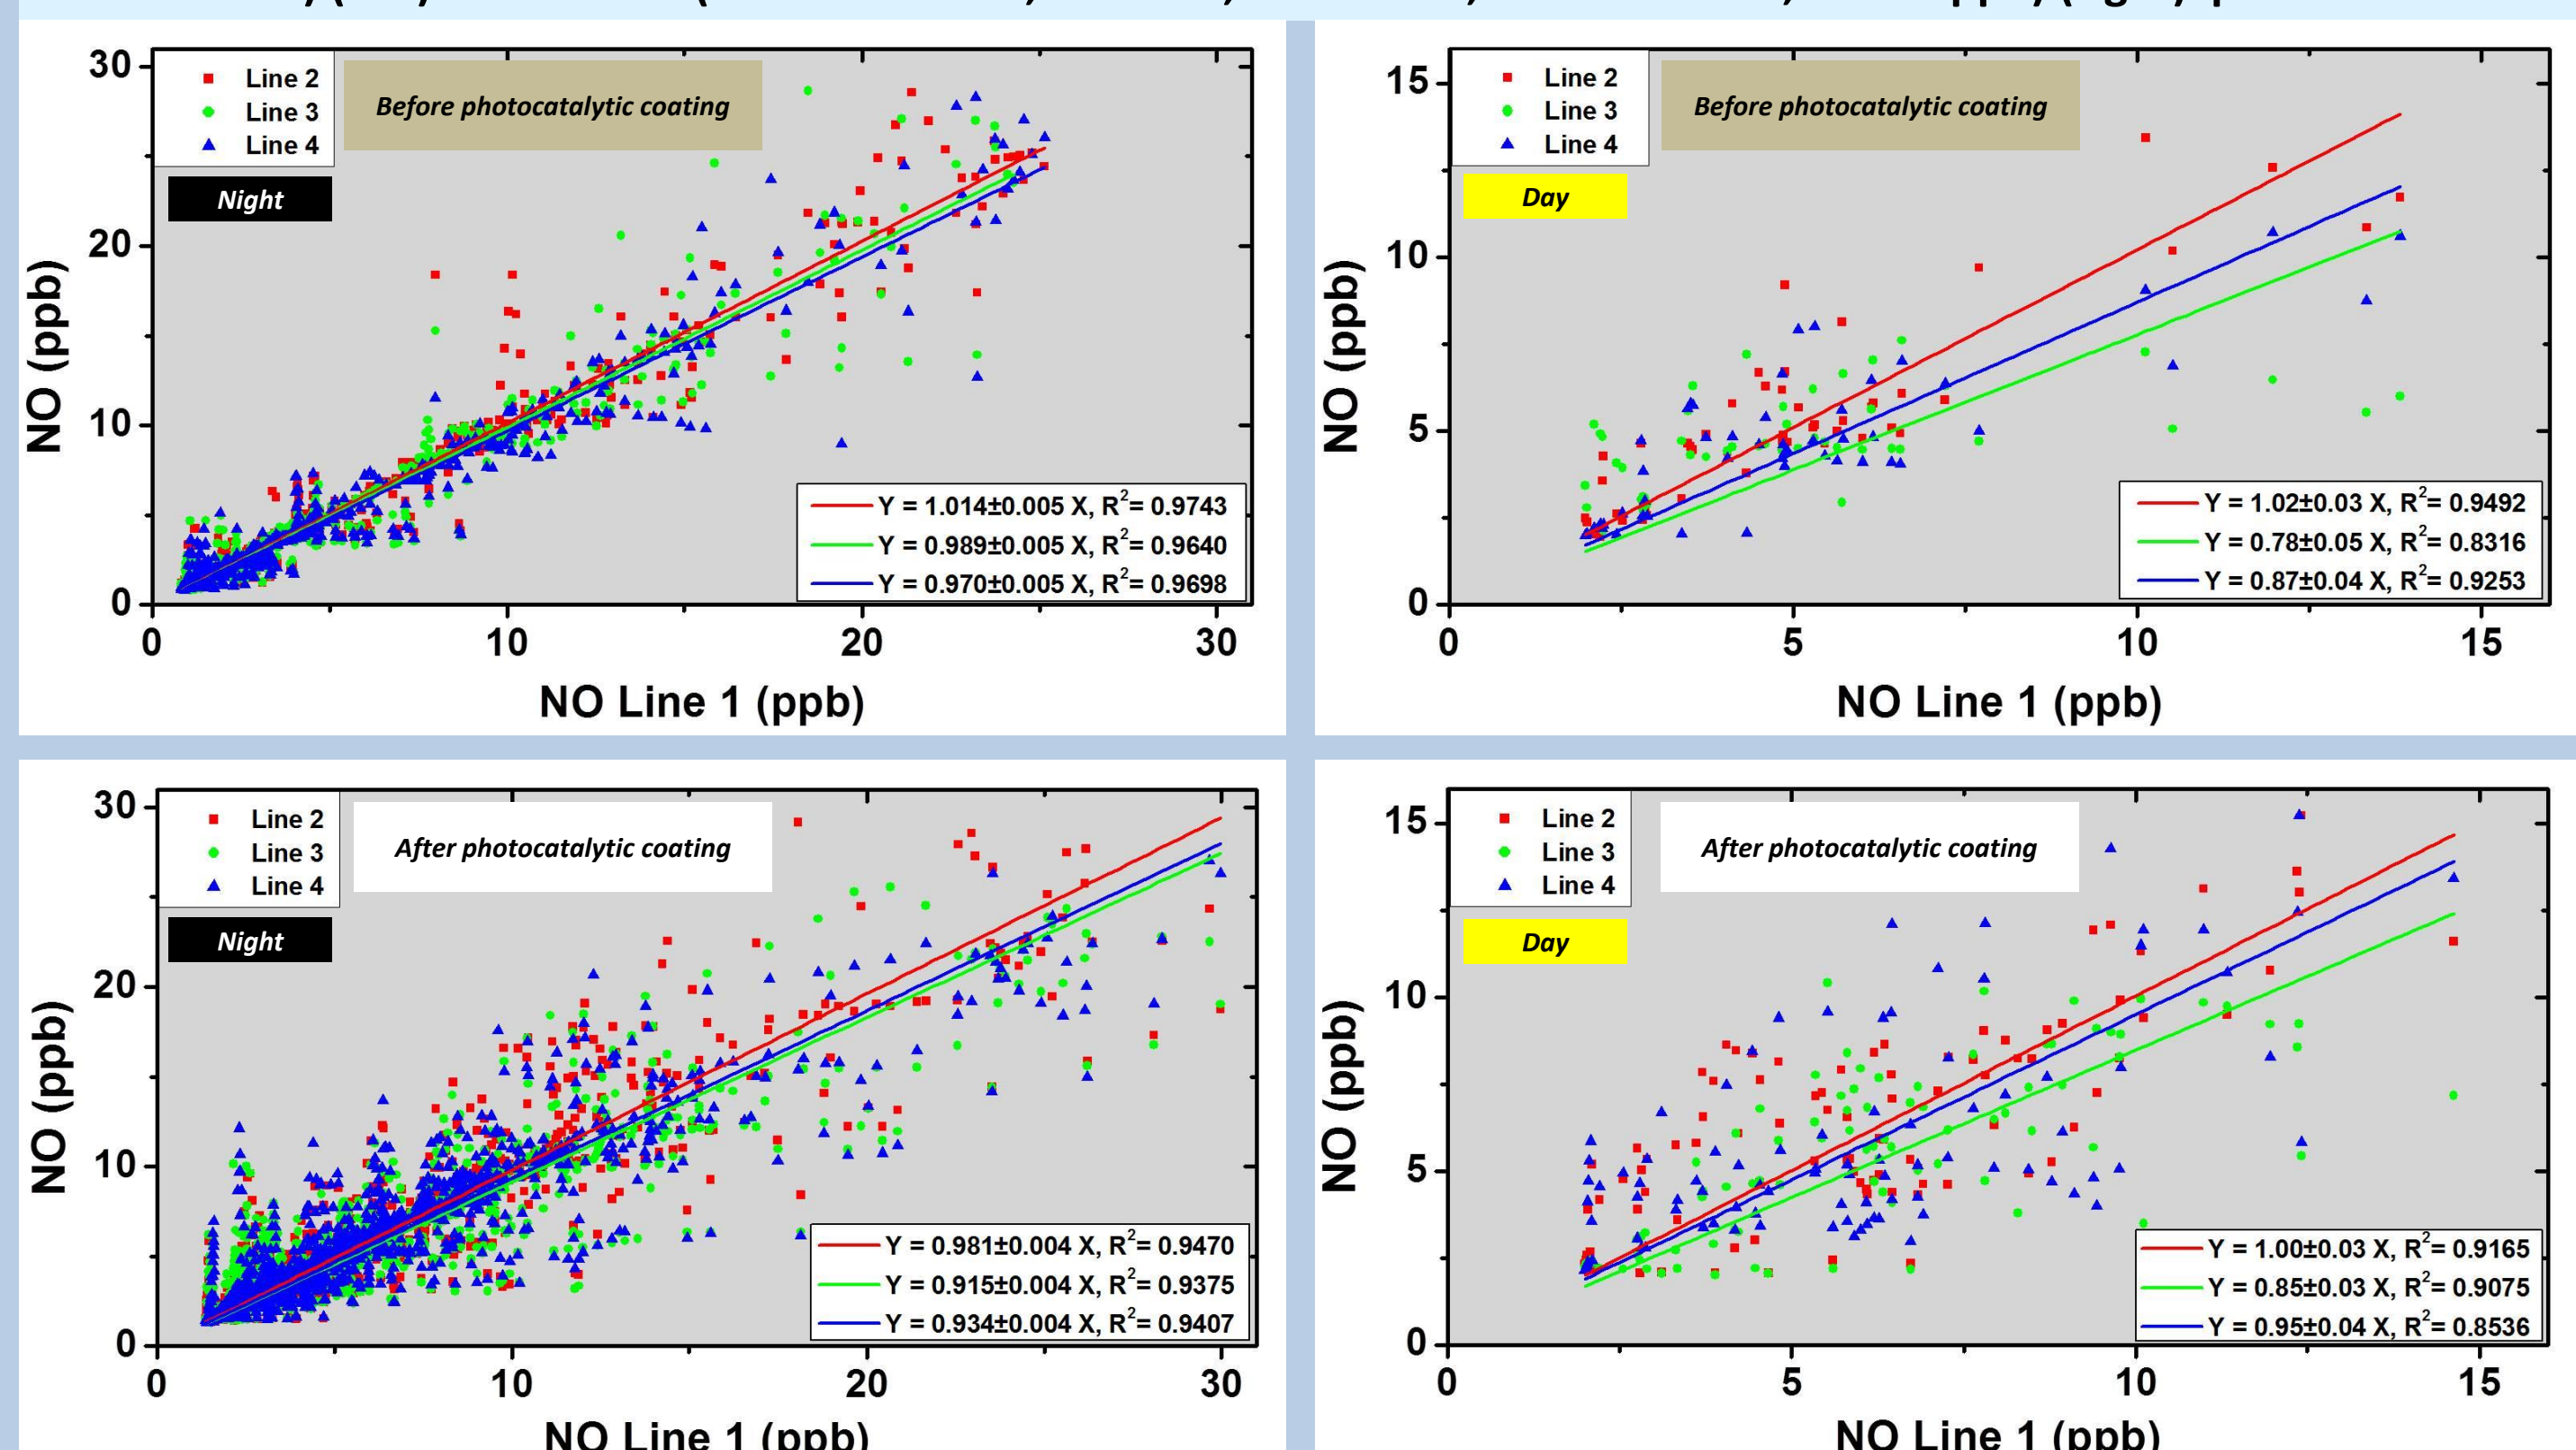 30
20
10
0
NO (ppb)
Line 2
Line 3
Line 4
Before photocatalytic coating
Night
Y = 1.014±0.005 X, R²= 0.9743
Y = 0.989±0.005 X, R²= 0.9640
Y = 0.970±0.005 X, R²= 0.9698
0 10 20 30
NO Line 1 (ppb)
15
10
5
0
NO (ppb)
Line 2
Line 3
Line 4
Before photocatalytic coating
Day
Y = 1.02±0.03 X, R²= 0.9492
Y = 0.78±0.05 X, R²= 0.8316
Y = 0.87±0.04 X, R²= 0.9253
0 5 10 15
NO Line 1 (ppb)
30
20
10
0
NO (ppb)
Line 2
Line 3
Line 4
After photocatalytic coating
Night
Y = 0.981±0.004 X, R²= 0.9470
Y = 0.915±0.004 X, R²= 0.9375
Y = 0.934±0.004 X, R²= 0.9407
0 10 20 30
NO Line 1 (ppb)
15
10
5
0
NO (ppb)
Line 2
Line 3
Line 4
After photocatalytic coating
Day
Y = 1.00±0.03 X, R²= 0.9165
Y = 0.85±0.03 X, R²= 0.9075
Y = 0.95±0.04 X, R²= 0.8536
0 5 10 15
NO Line 1 (ppb)